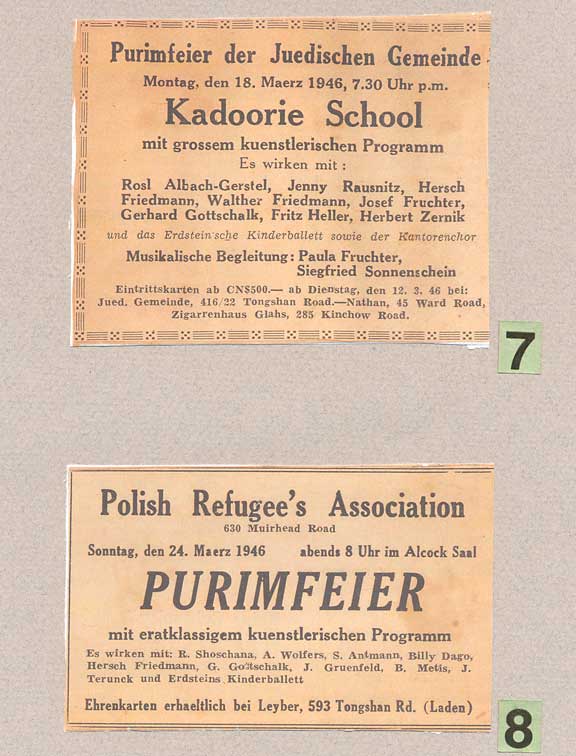 Purimfeier der Juedischen Gemeinde
Montag, den 18. Maerz 1946, 7.30 Uhr p.m.
Kadoorie School
mit grossem kuenstlerischen Programm
Es wirken mit :
Rosl Albach-Gerstel, Jenny Rausnitz, Hersch
Friedmann, Walther Friedmann, Josef Fruchter,
Gerhard Gottschalk, Fritz Heller, Herbert Zernik
und das Erdstein'sche Kinderballett sowie der Kantorenchor
Musikalische Begleitung: Paula Fruchter,
Siegfried Sonnenschein
Eintrittskarten ab CN$500.— ab Dienstag, den 12. 3. 46 bei:
Jued. Gemeinde, 416/22 Tongshan Road.—Nathan, 45 Ward Road,
Zigarrenhaus Glahs, 285 Kinchow Road.
7
Polish Refugee's Association
630 Muirhead Road
Sonntag, den 24. Maerz 1946 abends 8 Uhr im Alcock Saal
PURIMFEIER
mit eratklassigem kuenstlerischen Programm
Es wirken mit: R. Shoschana, A. Wolfers, S. Antmann, Billy Dago,
Hersch Friedmann, G. Gottschalk, J. Gruenfeld, B. Metis, J.
Terunck und Erdsteins Kinderballett
Ehrenkarten erhaeltlich bei Leyber, 593 Tongshan Rd. (Laden)
8